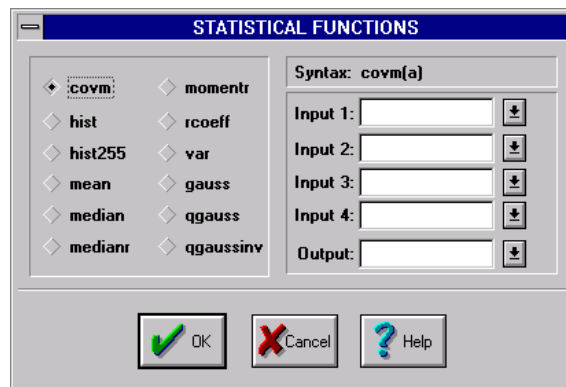 STATISTICAL FUNCTIONS
covm
hist
hist255
mean
median
medianr
momentr
rcoeff
var
gauss
qgauss
qgaussinv
Syntax: covm(a)
Input 1:
Input 2:
Input 3:
Input 4:
Output:
OK
Cancel
Help